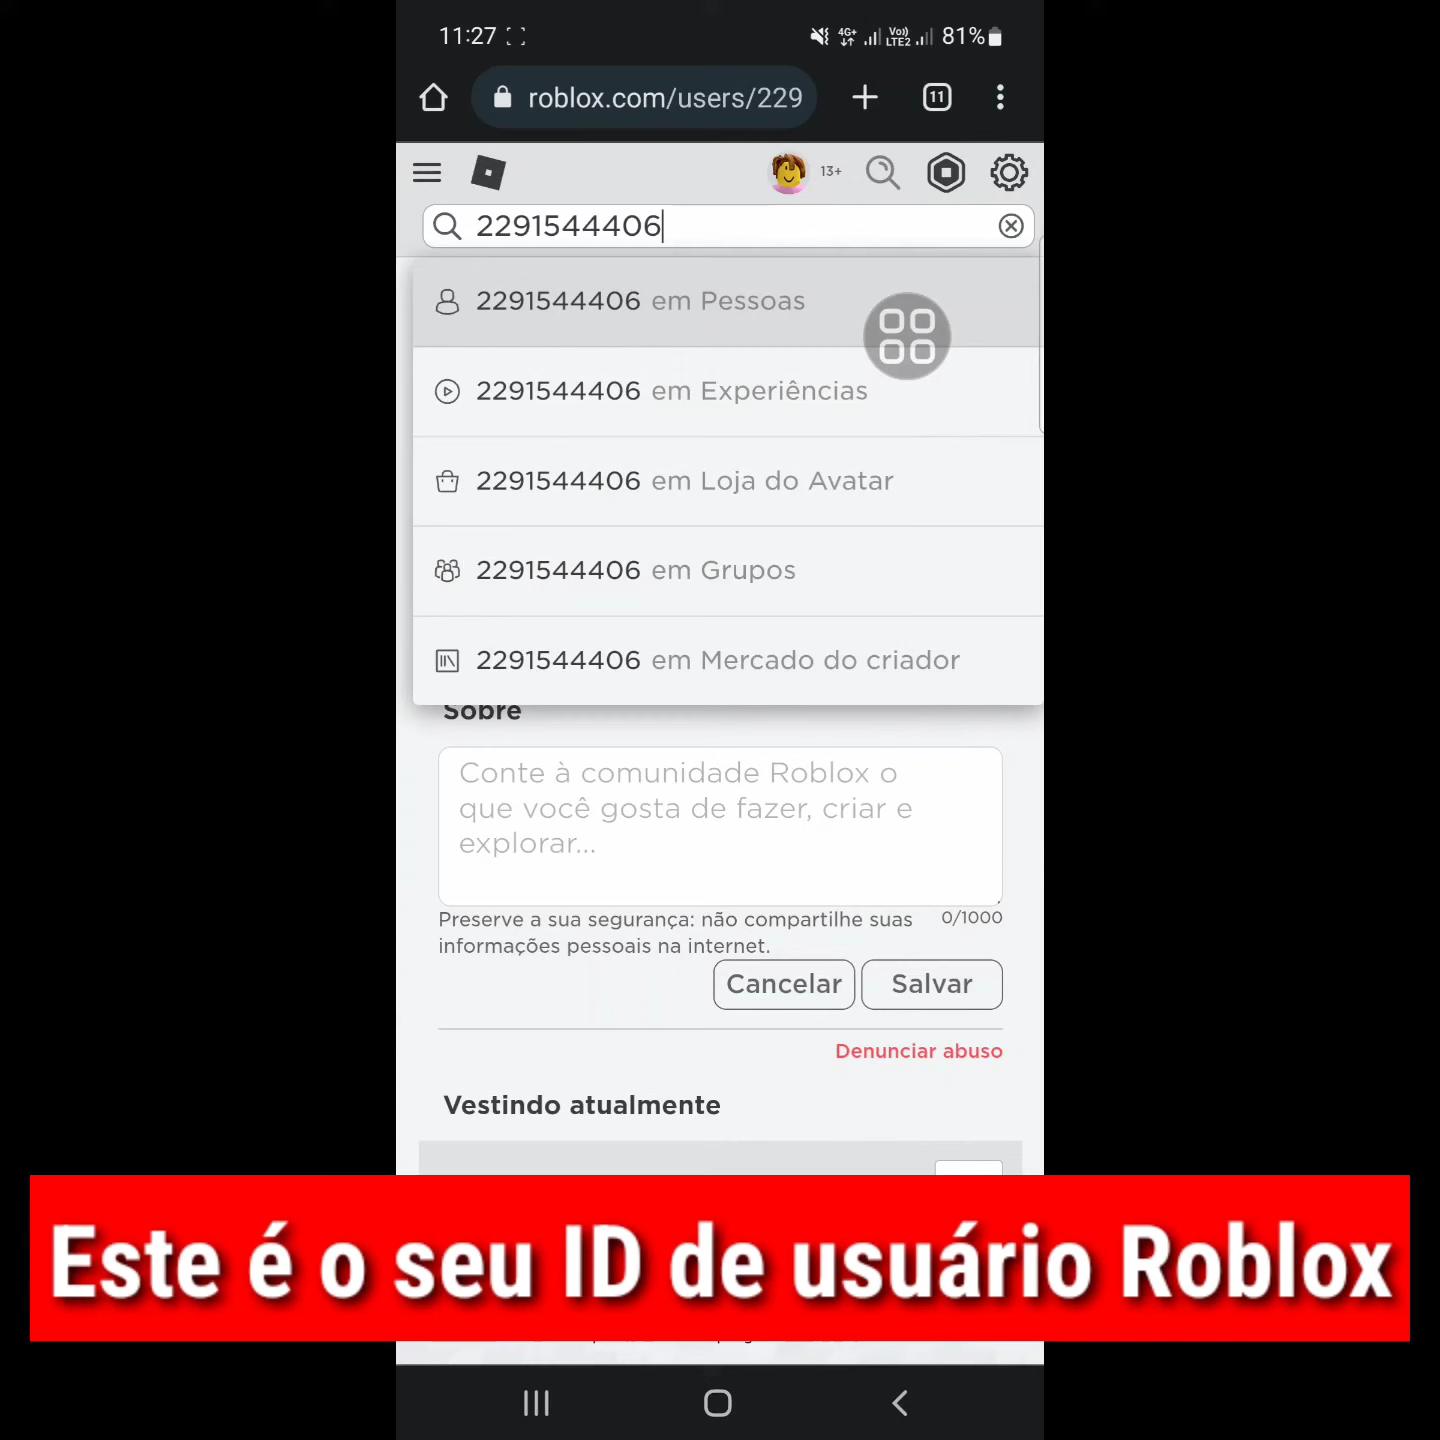 11:27
4G+
Vo))
LTE2
81%
roblox.com/users/229
11
13+
2291544406
2291544406 em Pessoas
2291544406 em Experiências
2291544406 em Loja do Avatar
2291544406 em Grupos
2291544406 em Mercado do criador
Sobre
Conte à comunidade Roblox o
que você gosta de fazer, criar e
explorar...
Preserve a sua segurança: não compartilhe suas
informações pessoais na internet.
0/1000
Cancelar
Salvar
Denunciar abuso
Vestindo atualmente
Este é o seu ID de usuário Roblox